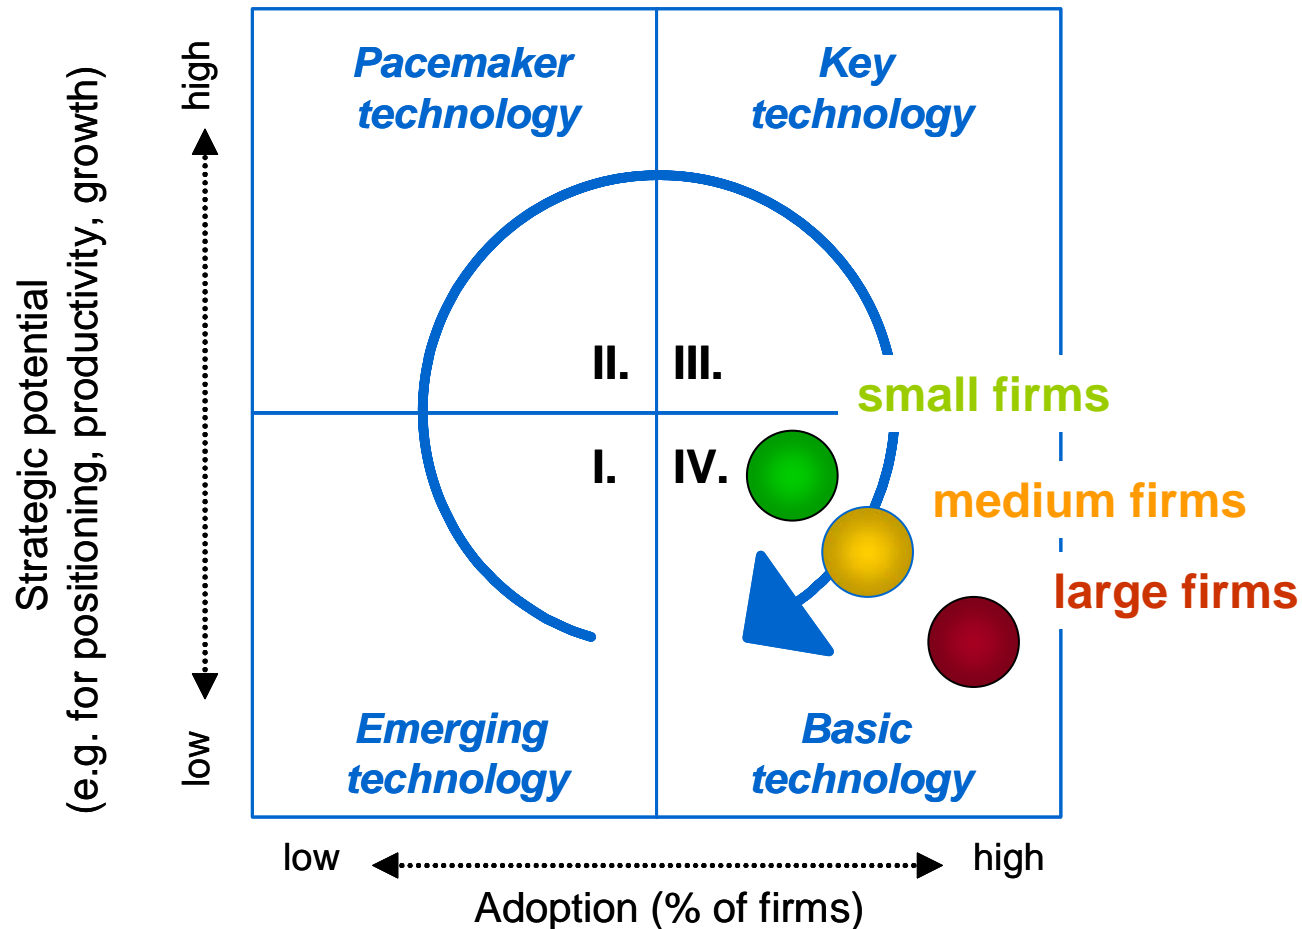 Pacemaker
technology
Key
technology
high
Strategic potential
(e.g. for positioning, productivity, growth)
low
II.
III.
small firms
I.
IV.
medium firms
large firms
Emerging
technology
Basic
technology
low
high
Adoption (% of firms)